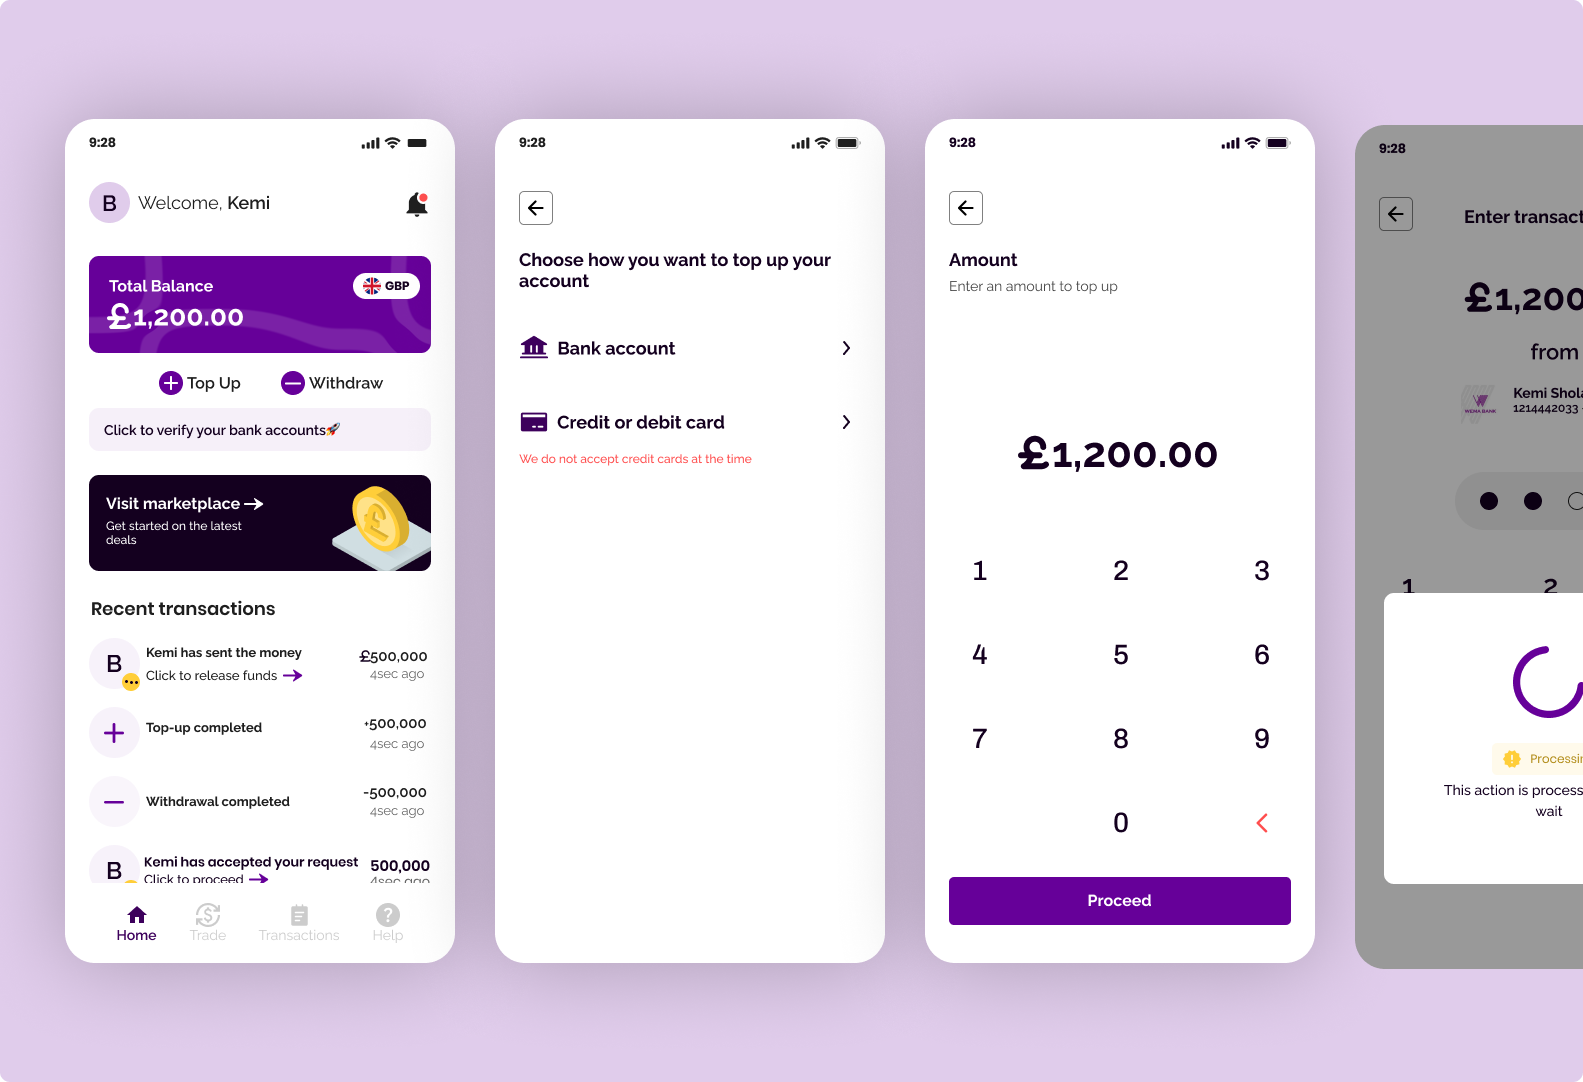 9:28
B
Welcome, Kemi
Total Balance
GBP
£1,200.00
Top Up
Withdraw
Click to verify your bank accounts🚀
Visit marketplace
Get started on the latest
deals
Recent transactions
B
Kemi has sent the money
£500,000
Click to release funds
4sec ago
Top-up completed
+500,000
4sec ago
Withdrawal completed
-500,000
4sec ago
B
Kemi has accepted your request
500,000
Click to proceed
4sec ago
Home
Trade
Transactions
Help
9:28
Choose how you want to top up your
account
Bank account
Credit or debit card
We do not accept credit cards at the time
9:28
Amount
Enter an amount to top up
£1,200.00
1 2 3
4 5 6
7 8 9
0
Proceed
9:28
Enter transact
£1,200
from
WEMA BANK
Kemi Shola
1214442033
1 2
Processin
This action is process
wait